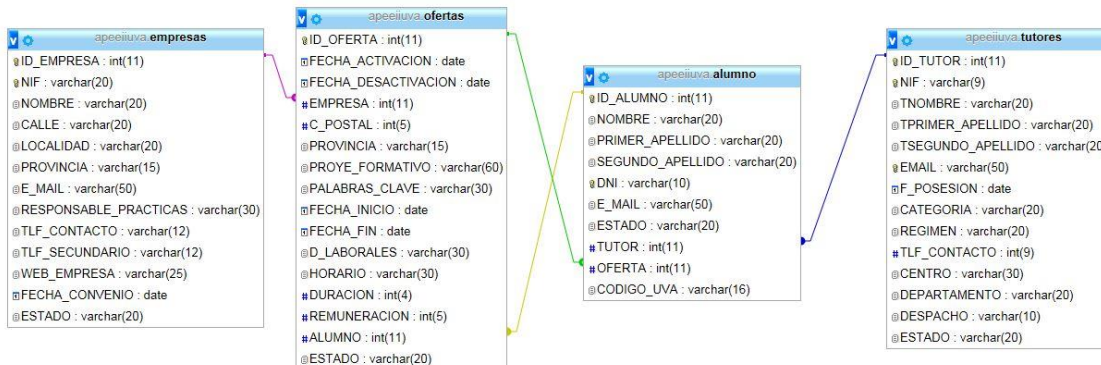 apeeiiuva.empresas
ID_EMPRESA : int(11)
NIF : varchar(20)
NOMBRE : varchar(20)
CALLE : varchar(20)
LOCALIDAD : varchar(20)
PROVINCIA : varchar(15)
E_MAIL : varchar(50)
RESPONSABLE_PRACTICAS : varchar(30)
TLF_CONTACTO : varchar(12)
TLF_SECUNDARIO : varchar(12)
WEB_EMPRESA : varchar(25)
FECHA_CONVENIO : date
ESTADO : varchar(20)
apeeiiuva.ofertas
ID_OFERTA : int(11)
FECHA_ACTIVACION : date
FECHA_DESACTIVACION : date
# EMPRESA : int(11)
# C_POSTAL : int(5)
PROVINCIA : varchar(15)
PROYE_FORMATIVO : varchar(60)
PALABRAS_CLAVE : varchar(30)
FECHA_INICIO : date
FECHA_FIN : date
D_LABORALES : varchar(30)
HORARIO : varchar(30)
# DURACION : int(4)
# REMUNERACION : int(5)
# ALUMNO : int(11)
ESTADO : varchar(20)
apeeiiuva.alumno
ID_ALUMNO : int(11)
NOMBRE : varchar(20)
PRIMER_APELLIDO : varchar(20)
SEGUNDO_APELLIDO : varchar(20)
DNI : varchar(10)
E_MAIL : varchar(50)
ESTADO : varchar(20)
# TUTOR : int(11)
# OFERTA : int(11)
CODIGO_UVA : varchar(16)
apeeiiuva.tutores
ID_TUTOR : int(11)
NIF : varchar(9)
TNOMBRE : varchar(20)
TPRIMER_APELLIDO : varchar(20)
TSEGUNDO_APELLIDO : varchar(20
EMAIL : varchar(50)
F_POSESION : date
CATEGORIA : varchar(20)
REGIMEN : varchar(20)
# TLF_CONTACTO : int(9)
CENTRO : varchar(30)
DEPARTAMENTO : varchar(20)
DESPACHO : varchar(10)
ESTADO : varchar(20)